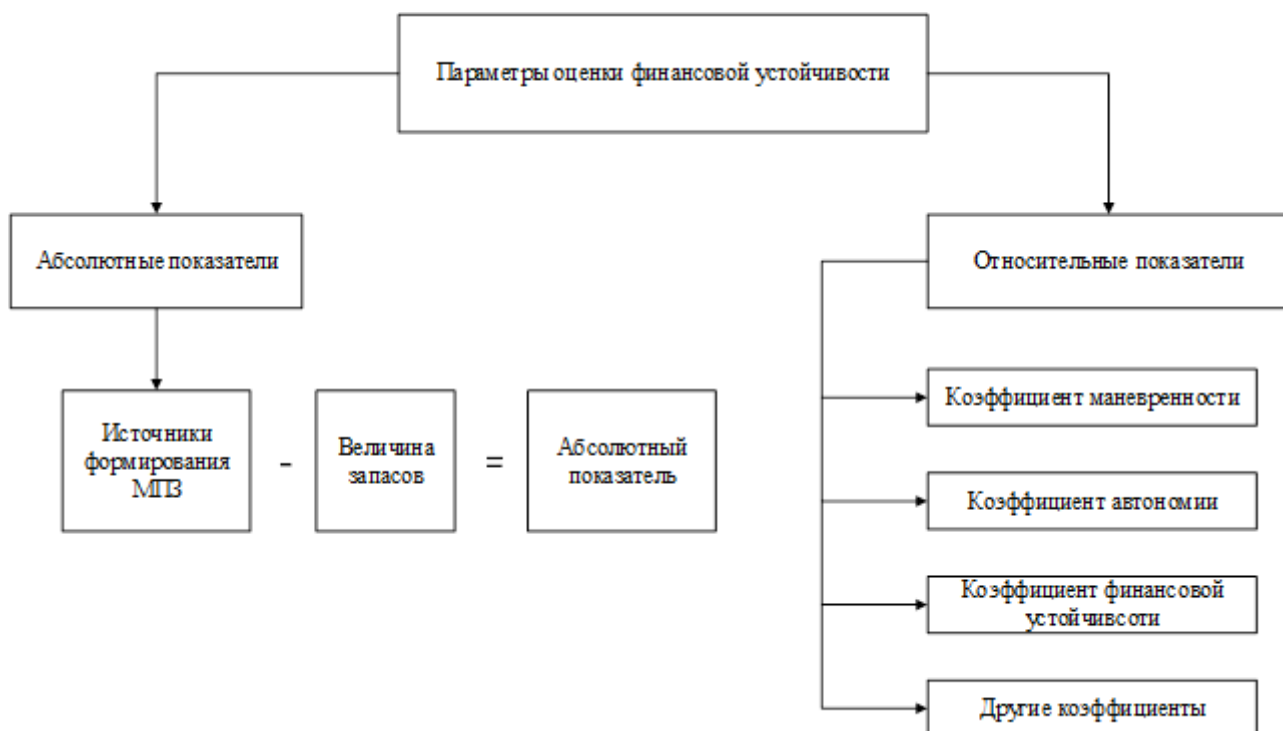 Параметры оценки финансовой устойчивости
Абсолютные показатели
Относительные показатели
Источники
формирования
МПЗ
-
Величина
запасов
=
Абсолютный
показатель
Коэффициент маневренности
Коэффициент автономии
Коэффициент финансовой
устойчивсоти
Другие коэффициенты